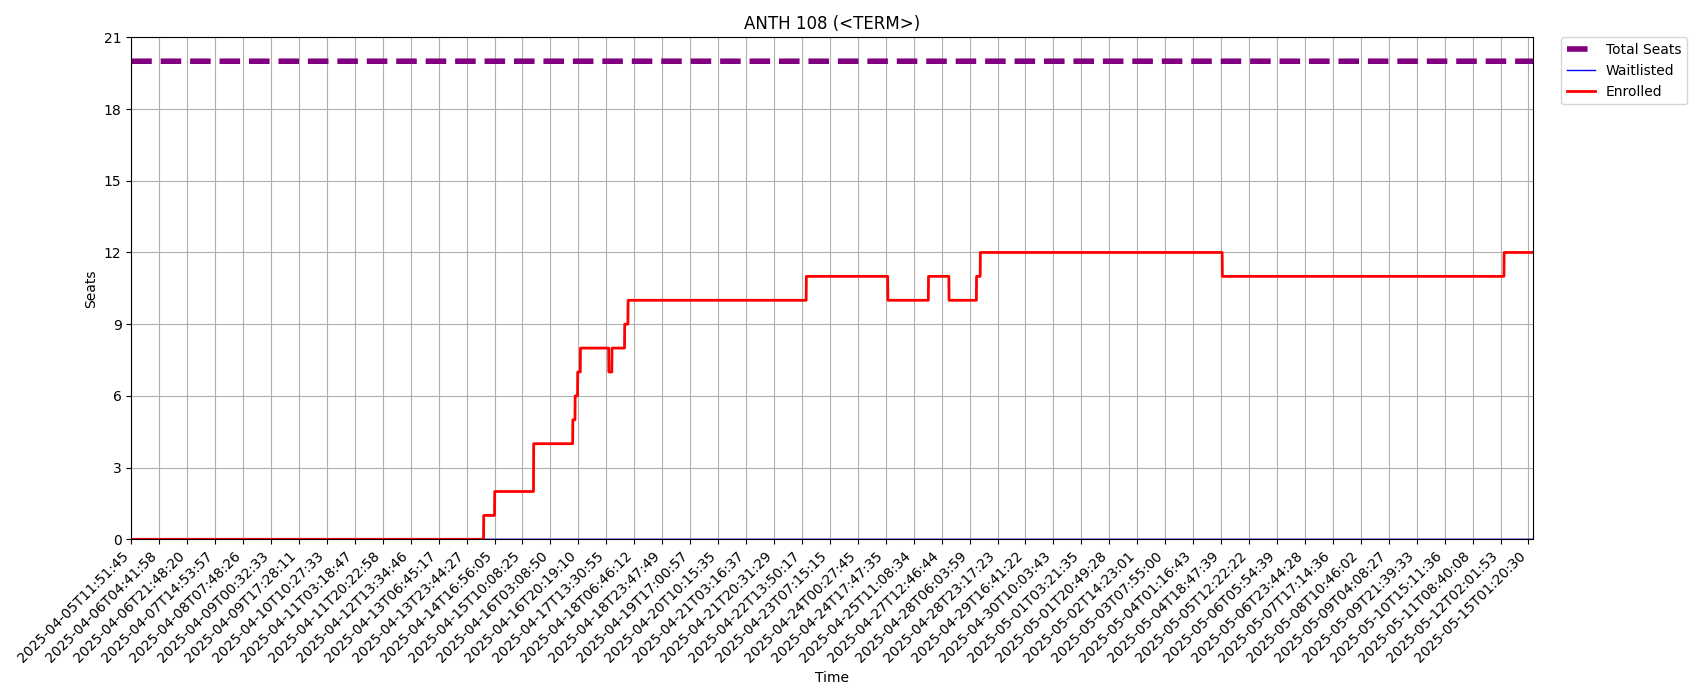 ANTH 108 (<TERM>)
Total Seats
Waitlisted
Enrolled
21
18
15
12
9
6
3
0
Seats
2025-04-05T11:51:45
2025-04-06T04:41:58
2025-04-06T21:48:20
2025-04-07T14:53:57
2025-04-08T07:48:26
2025-04-09T00:32:33
2025-04-09T17:28:11
2025-04-10T10:27:33
2025-04-11T03:18:47
2025-04-11T20:22:58
2025-04-12T13:34:46
2025-04-13T06:45:17
2025-04-13T23:44:27
2025-04-14T16:56:05
2025-04-15T10:08:25
2025-04-16T03:08:50
2025-04-16T20:19:10
2025-04-17T13:30:55
2025-04-18T06:46:12
2025-04-18T23:47:49
2025-04-19T17:00:57
2025-04-20T10:15:35
2025-04-21T03:16:37
2025-04-21T20:31:29
2025-04-22T13:50:17
2025-04-23T07:15:15
2025-04-24T00:27:45
2025-04-24T17:47:35
2025-04-25T11:08:34
2025-04-27T12:46:44
2025-04-28T06:03:59
2025-04-28T23:17:23
2025-04-29T16:41:22
2025-04-30T10:03:43
2025-05-01T03:21:35
2025-05-01T20:49:28
2025-05-02T14:23:01
2025-05-03T07:55:00
2025-05-04T01:16:43
2025-05-04T18:47:39
2025-05-05T12:22:22
2025-05-06T05:54:39
2025-05-06T23:44:28
2025-05-07T17:14:36
2025-05-08T10:46:02
2025-05-09T04:08:27
2025-05-09T21:39:33
2025-05-10T15:11:36
2025-05-11T08:40:08
2025-05-12T02:01:53
2025-05-15T01:20:30
Time